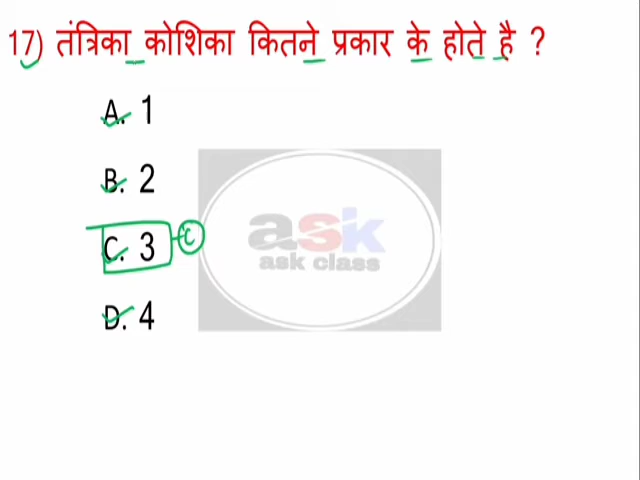 17) तंत्रिका कोशिका कितने प्रकार के होते है ?
A. 1
B. 2
C. 3 C
D. 4
ask
ask class